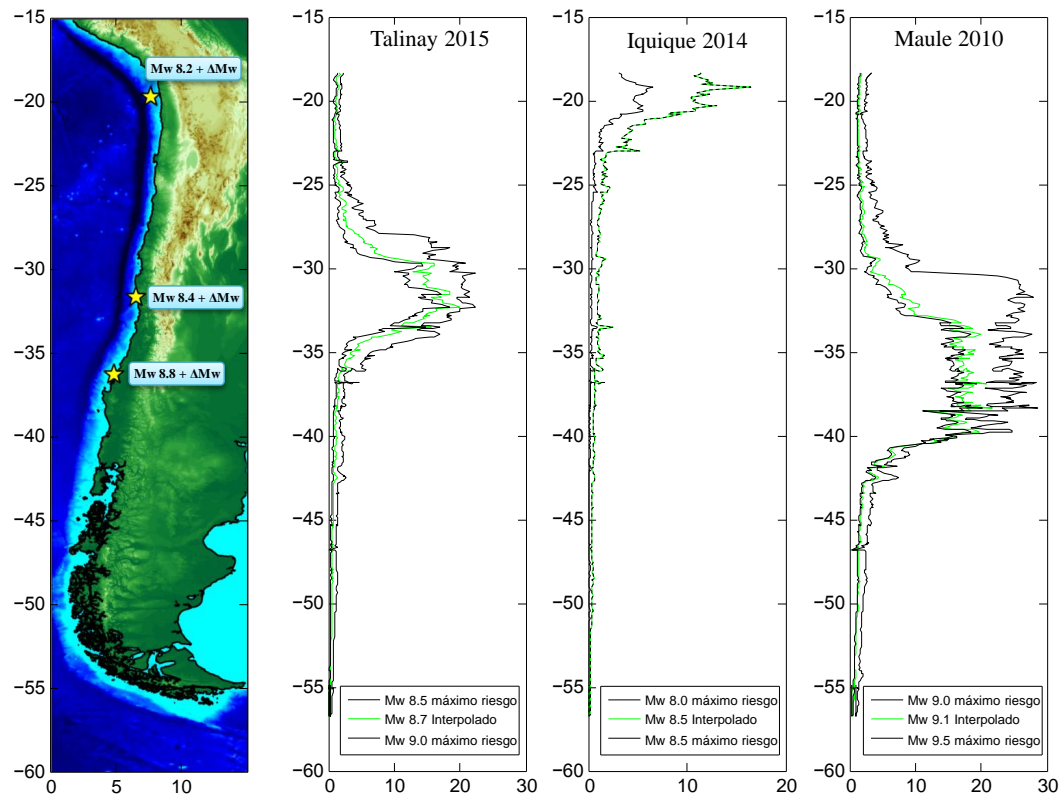 Talinay 2015
Iquique 2014
Maule 2010
Mw 8.2 + ΔMw
Mw 8.4 + ΔMw
Mw 8.8 + ΔMw
−15
−20
−25
−30
−35
−40
−45
−50
−55
−60
0 5 10
−15
−20
−25
−30
−35
−40
−45
−50
−55
−60
0 10 20 30
Mw 8.5 máximo riesgo
Mw 8.7 Interpolado
Mw 9.0 máximo riesgo
−15
−20
−25
−30
−35
−40
−45
−50
−55
−60
0 10 20
Mw 8.0 máximo riesgo
Mw 8.5 Interpolado
Mw 8.5 máximo riesgo
−15
−20
−25
−30
−35
−40
−45
−50
−55
−60
0 10 20 30
Mw 9.0 máximo riesgo
Mw 9.1 Interpolado
Mw 9.5 máximo riesgo